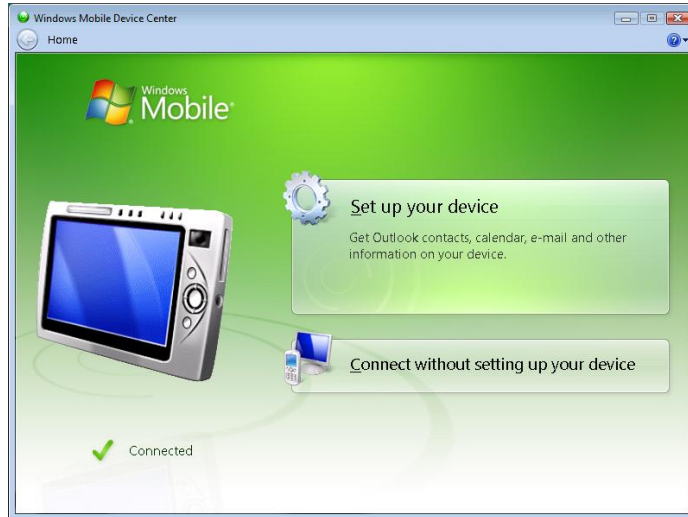 Windows Mobile Device Center
Home
Windows
Mobile
Set up your device
Get Outlook contacts, calendar, e-mail and other
information on your device.
Connect without setting up your device
Connected